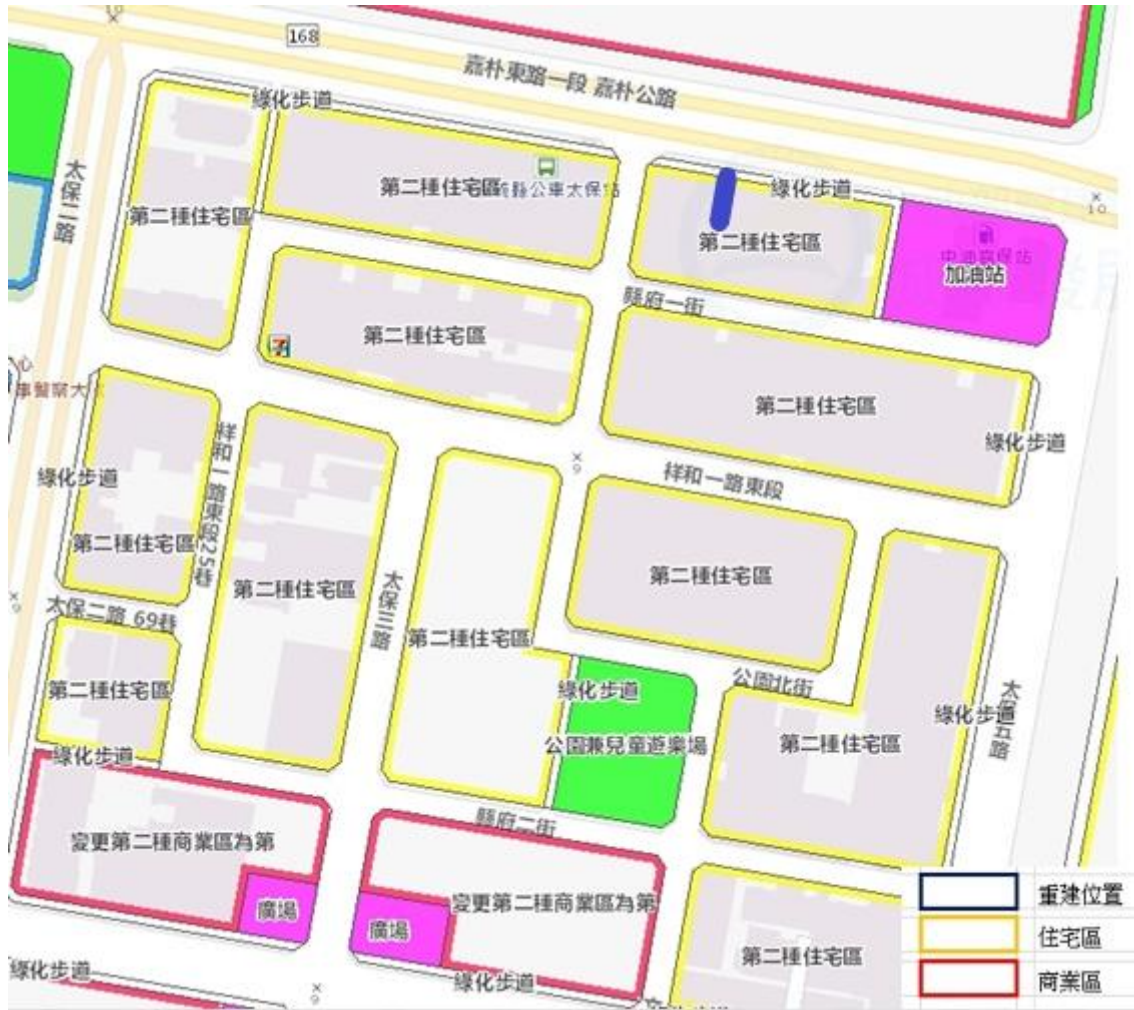 168
嘉朴東路一段 嘉朴公路
綠化步道
太保二路
第二種住宅區
縣公車太保站
綠化步道
10
第二種住宅區
第二種住宅區
加油站
縣府一街
第二種住宅區
第二種住宅區
綠化步道
祥和一路東段25巷
綠化步道
9
祥和一路東段
第二種住宅區
第二種住宅區
第二種住宅區
太保三路
9
太保二路 69巷
第二種住宅區
第二種住宅區
綠化步道
公園北街
太保五路
綠化步道
公園兼兒童遊樂場
第二種住宅區
綠化步道
縣府二街
變更第二種商業區為第
變更第二種商業區為第
廣場
廣場
第二種住宅區
綠化步道
綠化步道
9
重建位置
住宅區
商業區